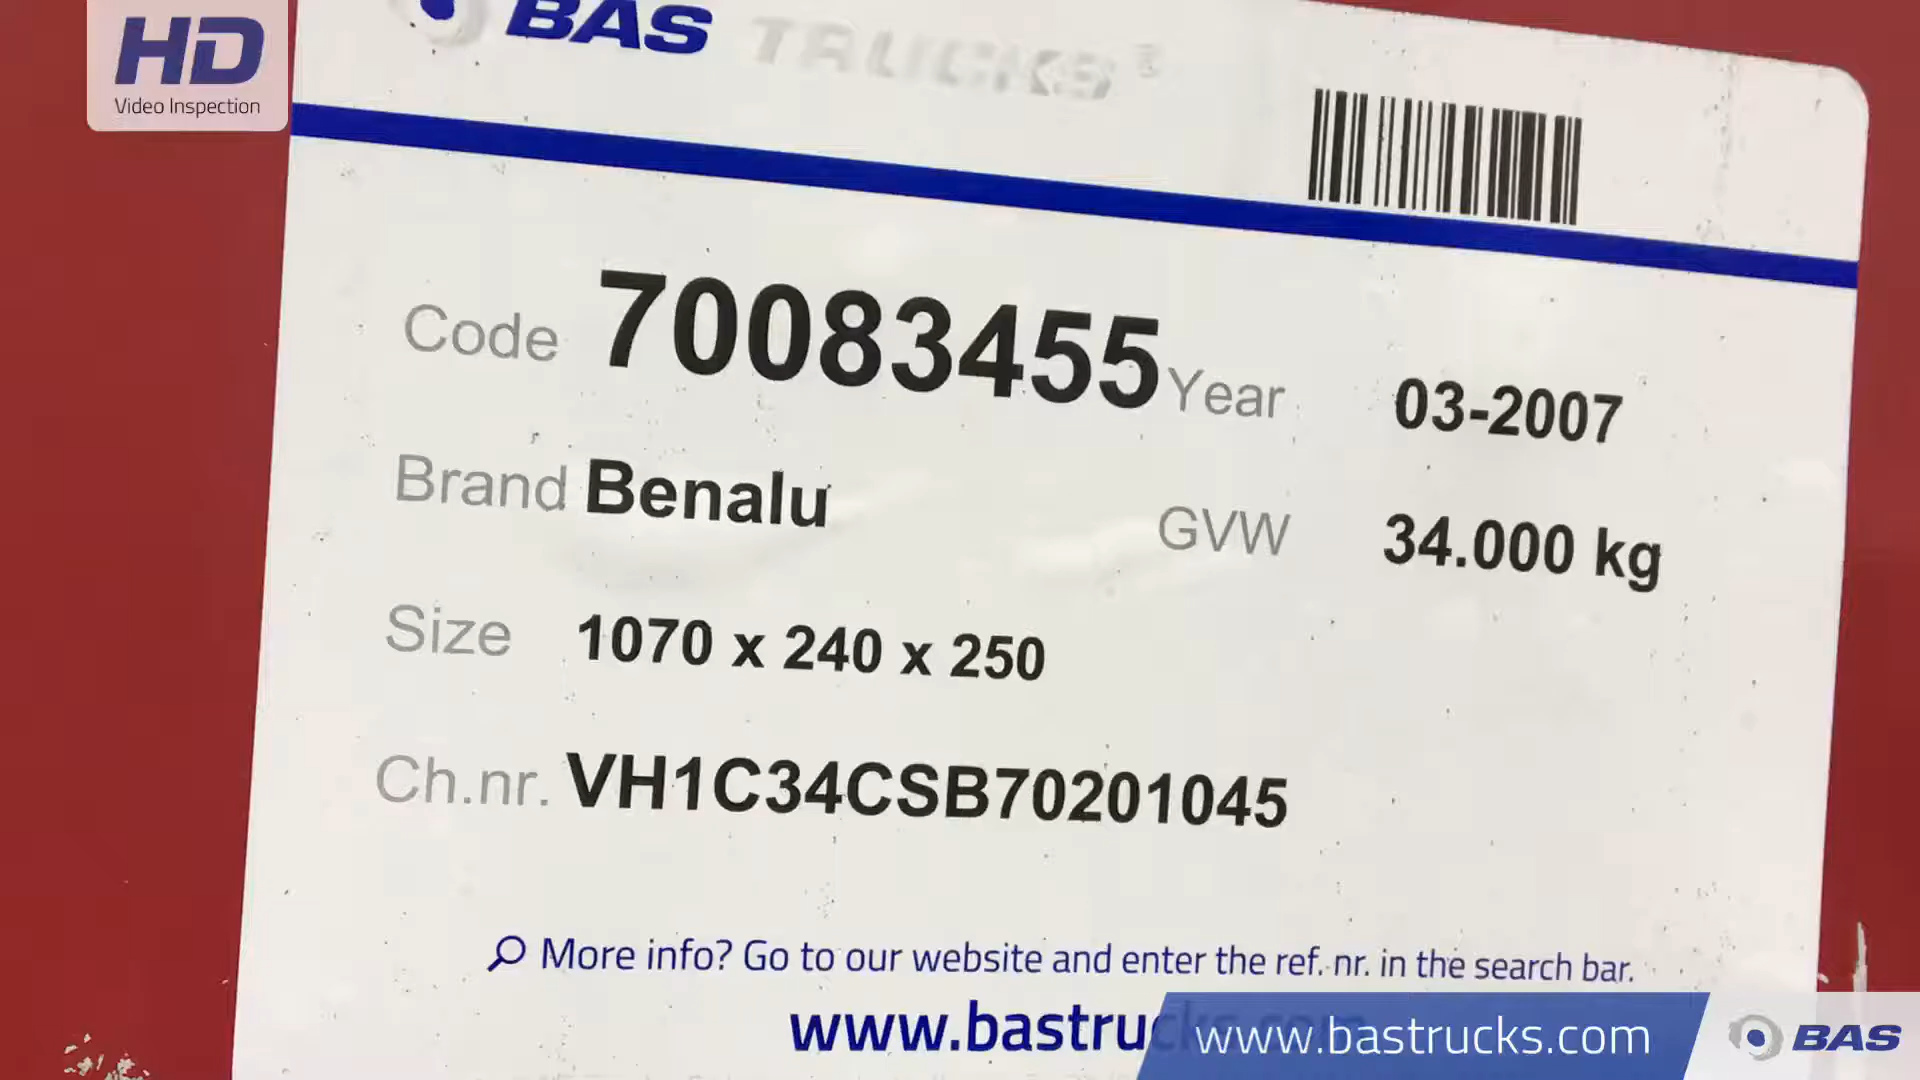 HD
Video Inspection
BAS TRUCKS
Code 70083455 Year 03-2007
Brand Benalu GVW 34.000 kg
Size 1070 x 240 x 250
Ch.nr. VH1C34CSB70201045
More info? Go to our website and enter the ref. nr. in the search bar.
www.bastrucks.com
www.bastrucks.com
BAS